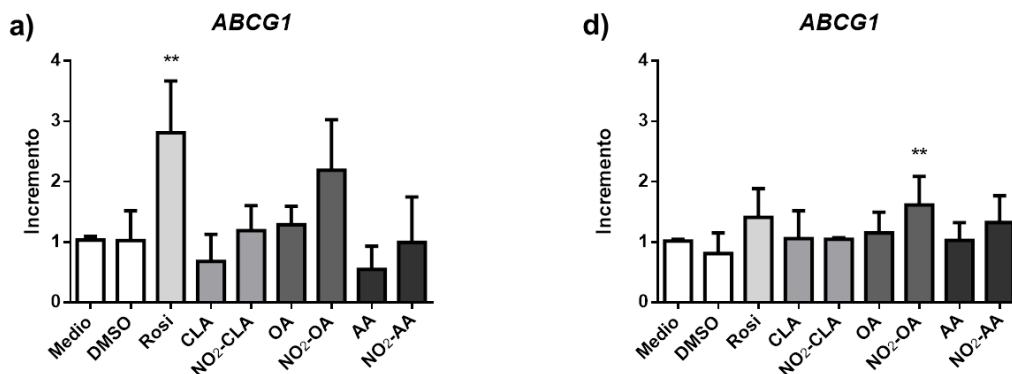 a)
ABCG1
Incremento
4
3
2
1
0
**
Medio
DMSO
Rosi
CLA
NO2-CLA
OA
NO2-OA
AA
NO2-AA
d)
ABCG1
Incremento
4
3
2
1
0
**
Medio
DMSO
Rosi
CLA
NO2-CLA
OA
NO2-OA
AA
NO2-AA